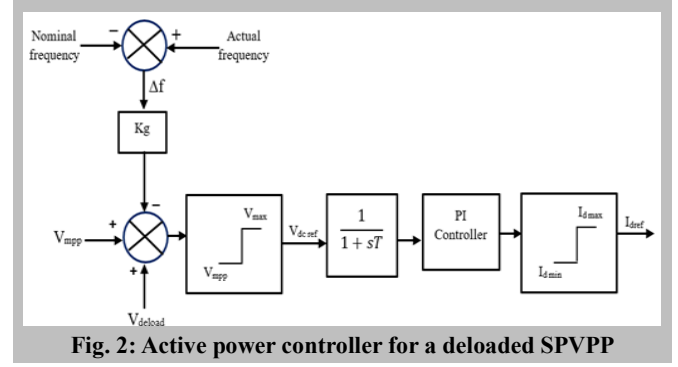 Nominal frequency
−
+
Actual frequency
Δf
Kg
−
V_mpp
+
+
V_deload
V_max
V_mpp
V_dc ref
1
1 + sT
PI Controller
I_d max
I_d min
I_dref
Fig. 2: Active power controller for a deloaded SPVPP